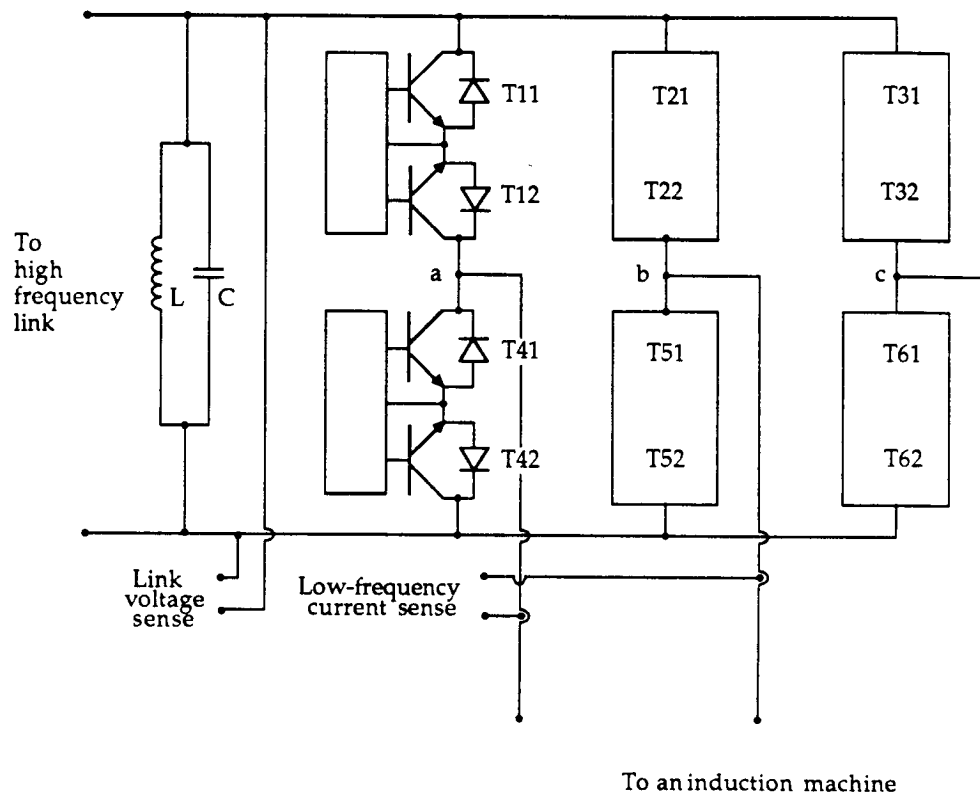 T11
T21
T31
T12
T22
T32
To
high
frequency
link
L
C
a
b
c
T41
T51
T61
T42
T52
T62
Link
voltage
sense
Low-frequency
current sense
To an induction machine